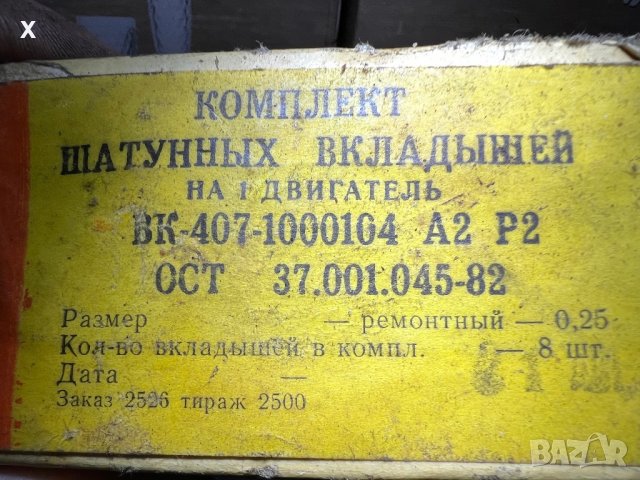 x
КОМПЛЕКТ
ШАТУННЫХ ВКЛАДЫШЕЙ
НА 1 ДВИГАТЕЛЬ
ВК-407-1000104 А2 Р2
ОСТ 37.001.045-82
Размер — ремонтный — 0,25
Кол-во вкладышей в компл. — 8 шт.
Дата —
Заказ 2526 тираж 2500
BAZAR